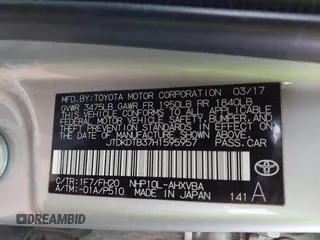 MFD.BY:TOYOTA MOTOR CORPORATION 03/17
GVWR 3475LB GAWR FR 1950LB RR 1840LB
THIS VEHICLE CONFORMS TO ALL APPLICABLE
FEDERAL MOTOR VEHICLE SAFETY, BUMPER, AND
THEFT PREVENTION STANDARDS IN EFFECT ON
THE DATE OF MANUFACTURE SHOWN ABOVE.
JTDKDTB37H1595957 PASS.CAR
C/TR:1F7/FH20 NHP10L-AHXVBA
A/TM:-01A/P510 MADE IN JAPAN
TOYOTA
141 A
© DREAMBID